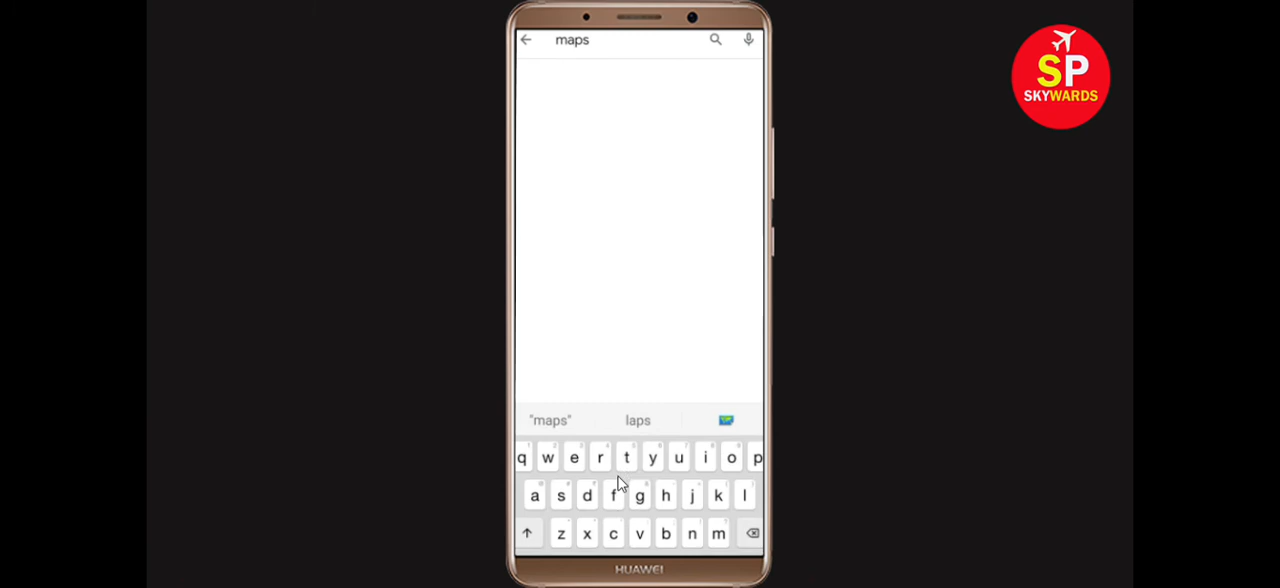 maps
SP
SKYWARDS
"maps" laps
q w e r t y u i o p
a s d f g h j k l
z x c v b n m
HUAWEI